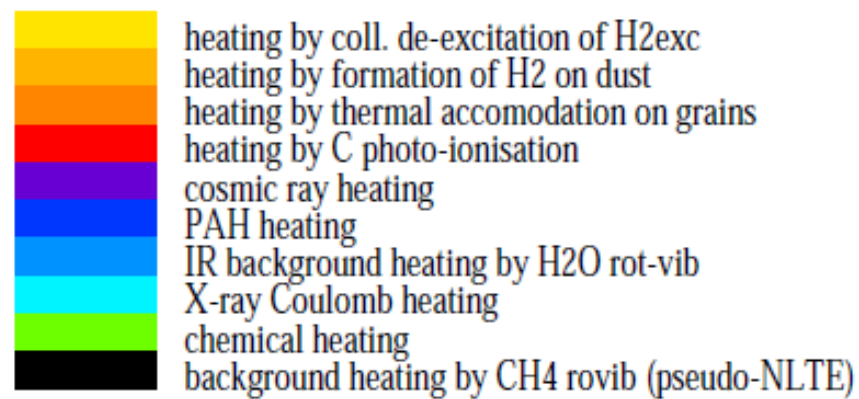 heating by coll. de-excitation of H2exc
heating by formation of H2 on dust
heating by thermal accomodation on grains
heating by C photo-ionisation
cosmic ray heating
PAH heating
IR background heating by H2O rot-vib
X-ray Coulomb heating
chemical heating
background heating by CH4 rovib (pseudo-NLTE)